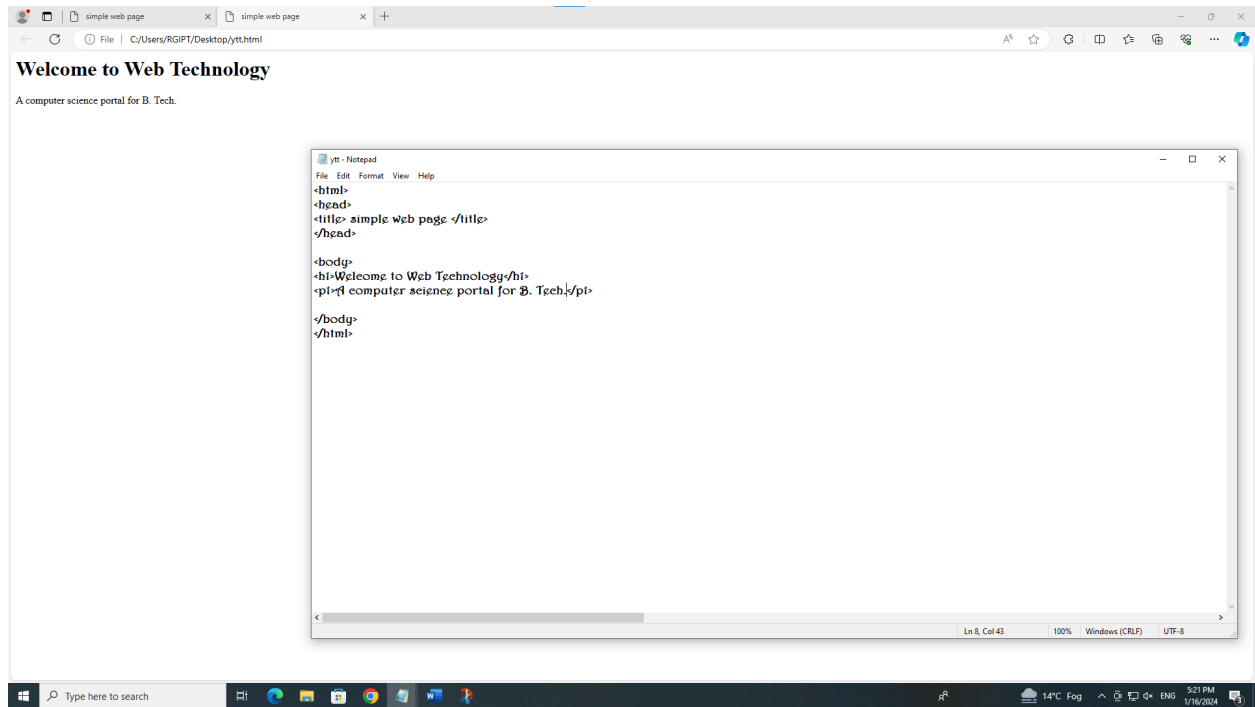 simple web page
simple web page
File C:/Users/RGIPT/Desktop/ytt.html
Welcome to Web Technology
A computer science portal for B. Tech.
ytt - Notepad
File Edit Format View Help
<html>
<head>
<title> simple web page </title>
</head>
<body>
<h1>Welcome to Web Technology</h1>
<p1>A computer science portal for B. Tech.</p1>
</body>
</html>
Ln 8, Col 43 100% Windows (CRLF) UTF-8
Type here to search
14°C Fog ENG 5:21 PM
1/16/2024